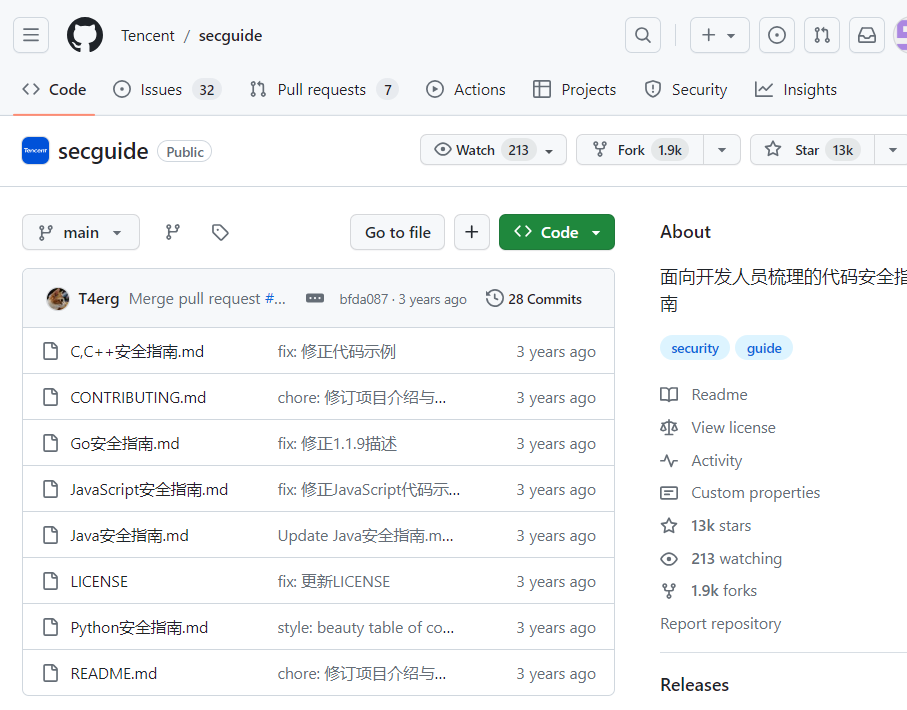 Tencent / secguide
Code Issues 32 Pull requests 7 Actions Projects Security Insights
Tencent secguide Public Watch 213 Fork 1.9k Star 13k
main Go to file Code
T4erg Merge pull request #... bfda087 · 3 years ago 28 Commits
C,C++安全指南.md fix: 修正代码示例 3 years ago
CONTRIBUTING.md chore: 修订项目介绍与... 3 years ago
Go安全指南.md fix: 修正1.1.9描述 3 years ago
JavaScript安全指南.md fix: 修正JavaScript代码示... 3 years ago
Java安全指南.md Update Java安全指南.m... 3 years ago
LICENSE fix: 更新LICENSE 3 years ago
Python安全指南.md style: beauty table of co... 3 years ago
README.md chore: 修订项目介绍与... 3 years ago
About
面向开发人员梳理的代码安全指
南
security guide
Readme
View license
Activity
Custom properties
13k stars
213 watching
1.9k forks
Report repository
Releases